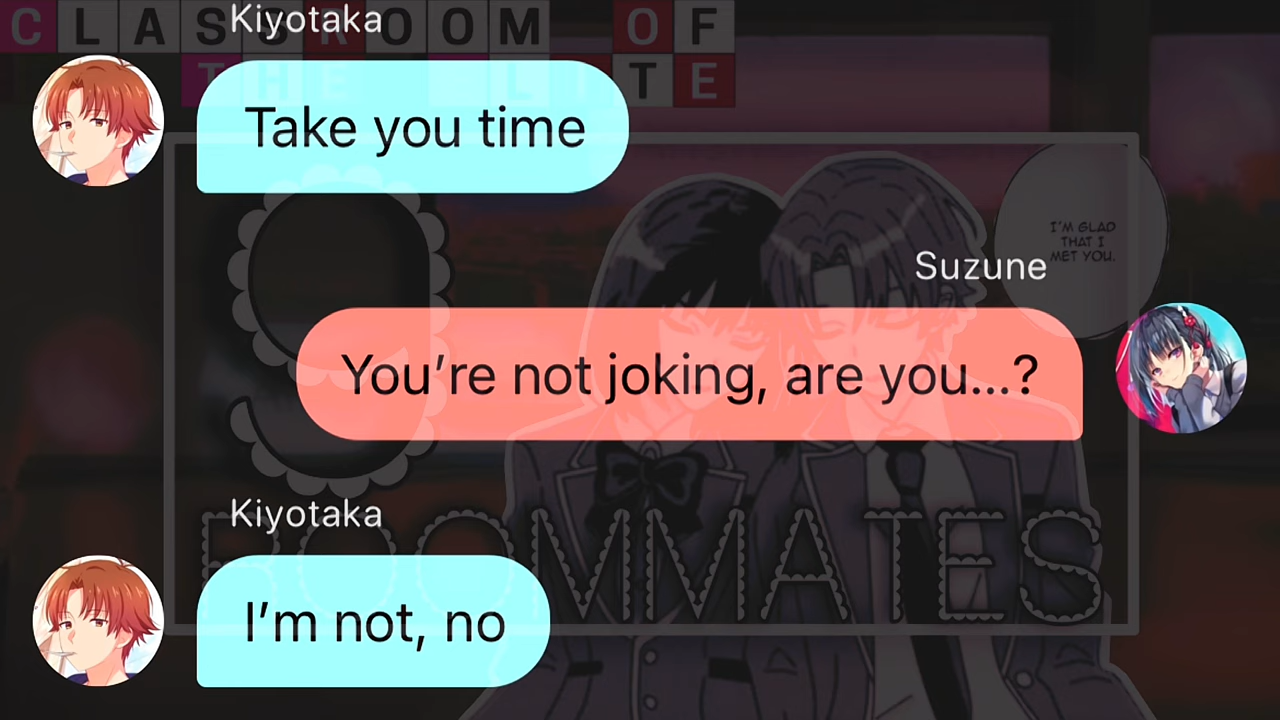 CLASSROOM OF
THE ELITE
Kiyotaka
Take you time
I'M GLAD
THAT I
MET YOU.
Suzune
You're not joking, are you...?
Kiyotaka
I'm not, no
9
ROOMMATES